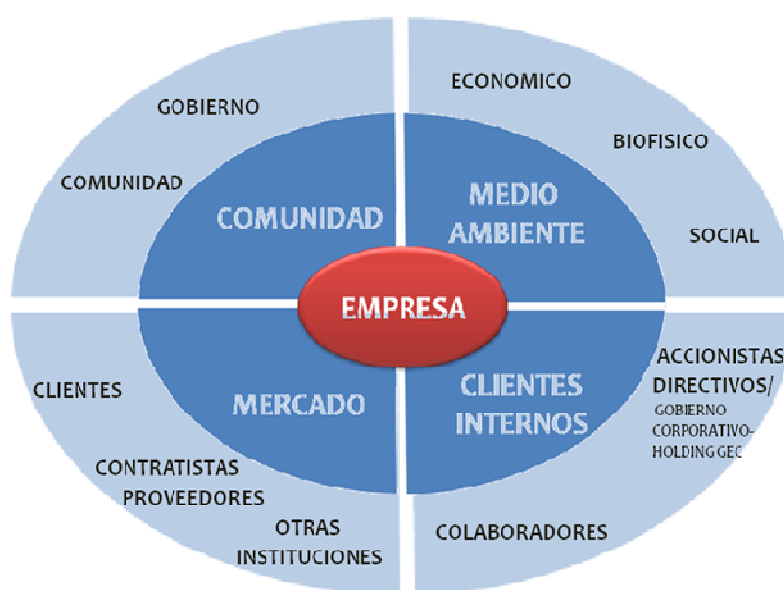 GOBIERNO
COMUNIDAD
COMUNIDAD
ECONOMICO
BIOFISICO
SOCIAL
MEDIO
AMBIENTE
EMPRESA
MERCADO
CLIENTES
CONTRATISTAS
PROVEEDORES
OTRAS
INSTITUCIONES
CLIENTES
INTERNOS
ACCIONISTAS
DIRECTIVOS/
GOBIERNO
CORPORATIVO-
HOLDING GEC
COLABORADORES